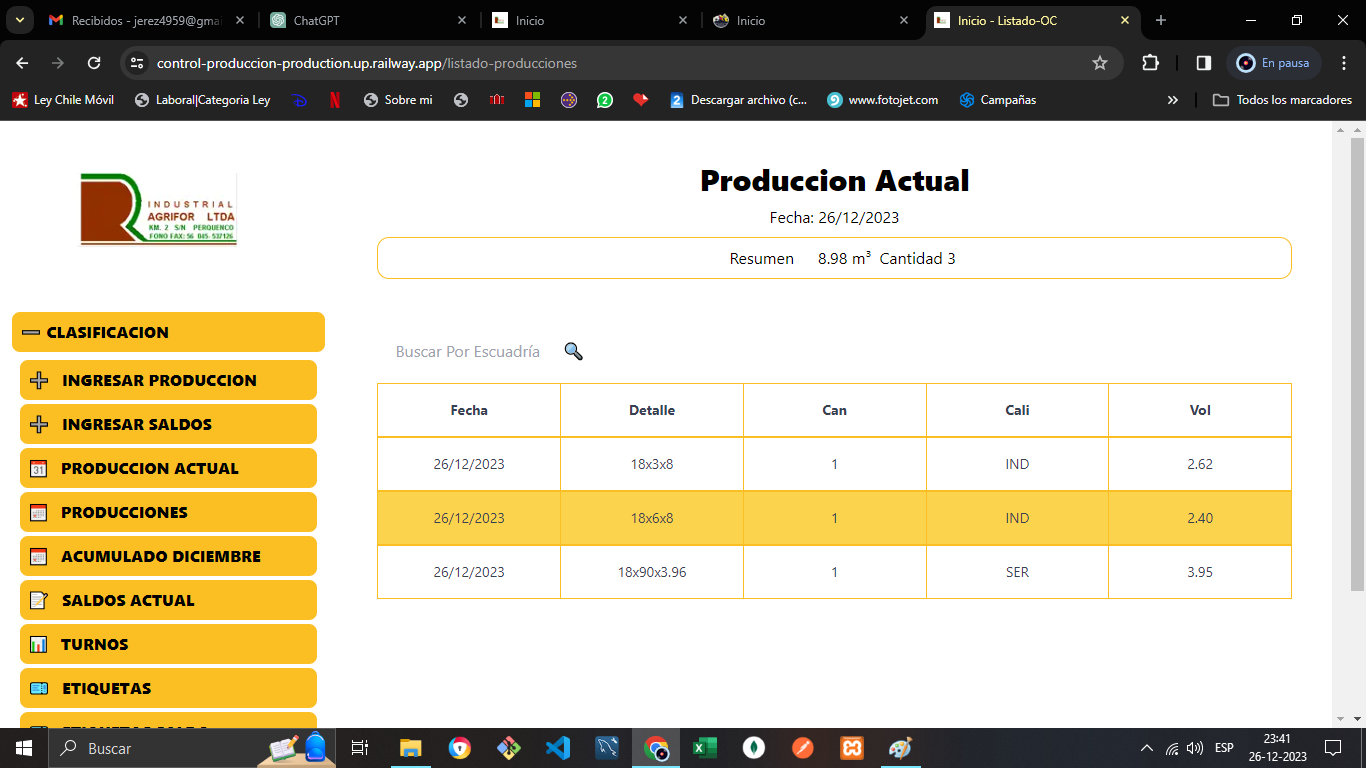 Recibidos - jerez4959@gmai
ChatGPT
Inicio
Inicio
Inicio - Listado-OC
control-produccion-production.up.railway.app/listado-producciones
En pausa
Ley Chile Móvil
Laboral|Categoria Ley
Sobre mi
Descargar archivo (c...
www.fotojet.com
Campañas
Todos los marcadores
INDUSTRIAL
AGRIFOR LTDA
KM. 2 S/N PERQUENCO
FONO FAX: 56 045. 537126
Produccion Actual
Fecha: 26/12/2023
Resumen 8.98 m³ Cantidad 3
CLASIFICACION
INGRESAR PRODUCCION
INGRESAR SALDOS
PRODUCCION ACTUAL
PRODUCCIONES
ACUMULADO DICIEMBRE
SALDOS ACTUAL
TURNOS
ETIQUETAS
Buscar Por Escuadría
Fecha Detalle Can Cali Vol
26/12/2023 18x3x8 1 IND 2.62
26/12/2023 18x6x8 1 IND 2.40
26/12/2023 18x90x3.96 1 SER 3.95
Buscar
ESP
23:41
26-12-2023